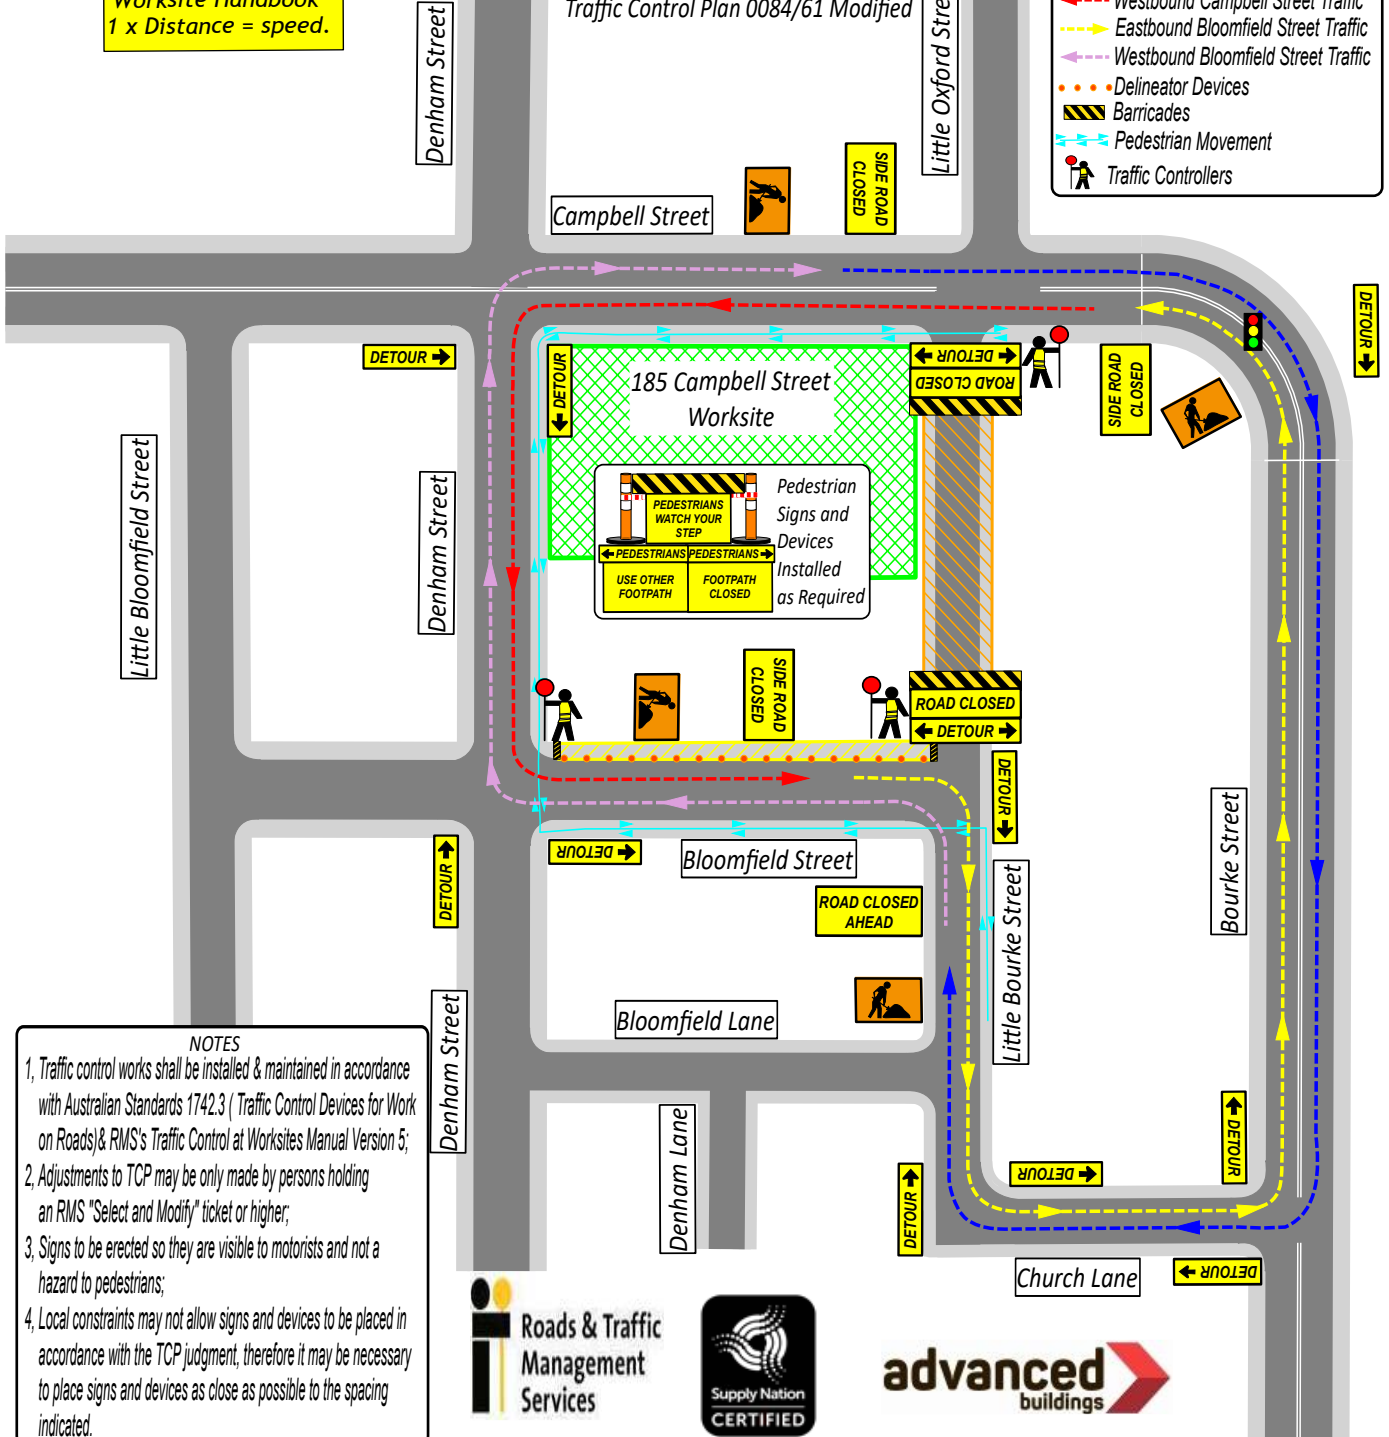 Worksite Handbook
1 x Distance = speed.
Traffic Control Plan 0084/61 Modified
Denham Street
Little Oxford Stre
Westbound Campbell Street Traffic
Eastbound Bloomfield Street Traffic
Westbound Bloomfield Street Traffic
Delineator Devices
Barricades
Pedestrian Movement
Traffic Controllers
SIDE ROAD
CLOSED
Campbell Street
DETOUR
DETOUR
DETOUR
185 Campbell Street
Worksite
DETOUR
ROAD CLOSED
SIDE ROAD
CLOSED
Little Bloomfield Street
Denham Street
PEDESTRIANS
WATCH YOUR
STEP
PEDESTRIANS
PEDESTRIANS
USE OTHER
FOOTPATH
FOOTPATH
CLOSED
Pedestrian
Signs and
Devices
Installed
as Required
SIDE ROAD
CLOSED
ROAD CLOSED
DETOUR
DETOUR
Bourke Street
DETOUR
DETOUR
Bloomfield Street
ROAD CLOSED
AHEAD
Little Bourke Street
Bloomfield Lane
Denham Street
Denham Lane
DETOUR
DETOUR
DETOUR
Church Lane
DETOUR
NOTES
1, Traffic control works shall be installed & maintained in accordance
with Australian Standards 1742.3 ( Traffic Control Devices for Work
on Roads)& RMS's Traffic Control at Worksites Manual Version 5;
2, Adjustments to TCP may be only made by persons holding
an RMS "Select and Modify" ticket or higher;
3, Signs to be erected so they are visible to motorists and not a
hazard to pedestrians;
4, Local constraints may not allow signs and devices to be placed in
accordance with the TCP judgment, therefore it may be necessary
to place signs and devices as close as possible to the spacing
indicated.
Roads & Traffic
Management
Services
Supply Nation
CERTIFIED
advanced
buildings